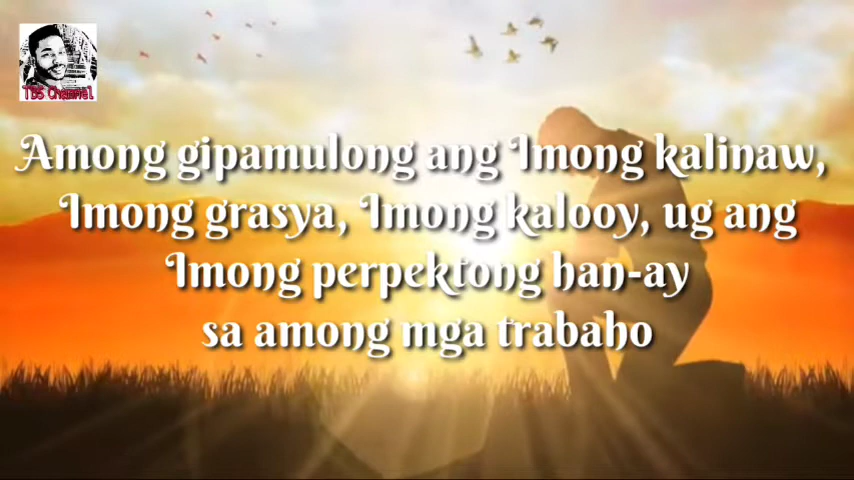 TBS Channel
Among gipamulong ang Imong kalinaw,
Imong grasya, Imong kalooy, ug ang
Imong perpektong han-ay
sa among mga trabaho